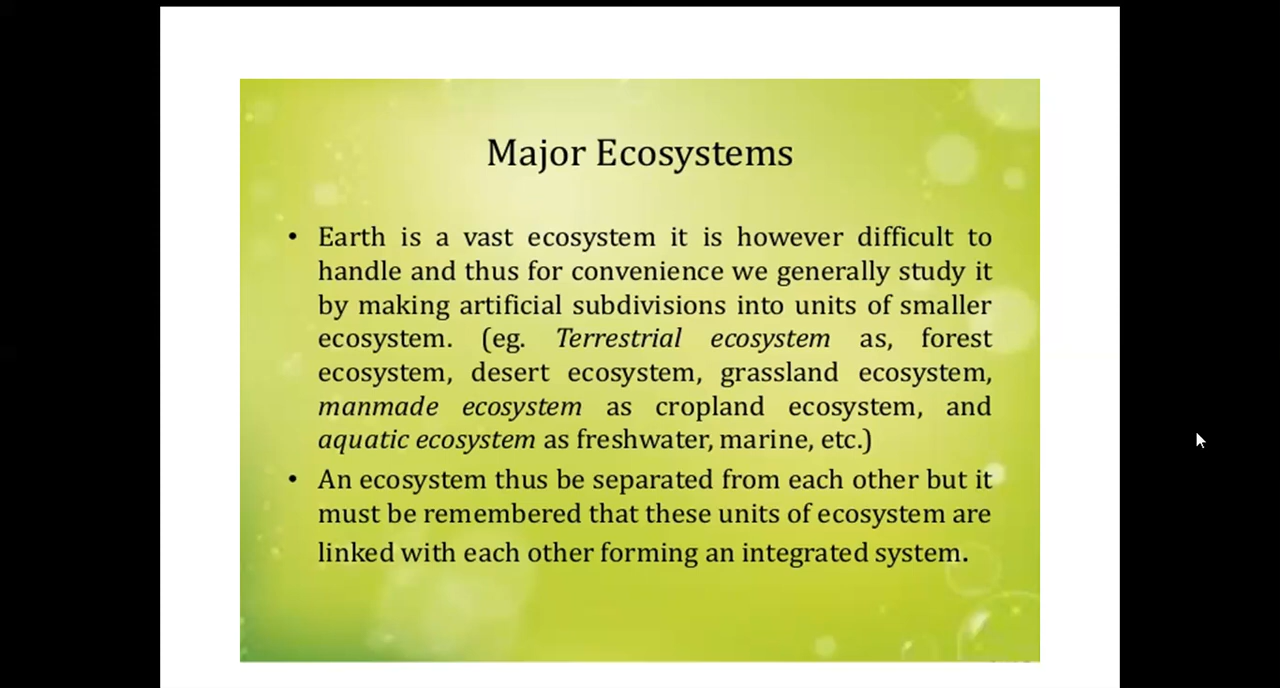 Major Ecosystems
• Earth is a vast ecosystem it is however difficult to
handle and thus for convenience we generally study it
by making artificial subdivisions into units of smaller
ecosystem. (eg. Terrestrial ecosystem as, forest
ecosystem, desert ecosystem, grassland ecosystem,
manmade ecosystem as cropland ecosystem, and
aquatic ecosystem as freshwater, marine, etc.)
• An ecosystem thus be separated from each other but it
must be remembered that these units of ecosystem are
linked with each other forming an integrated system.